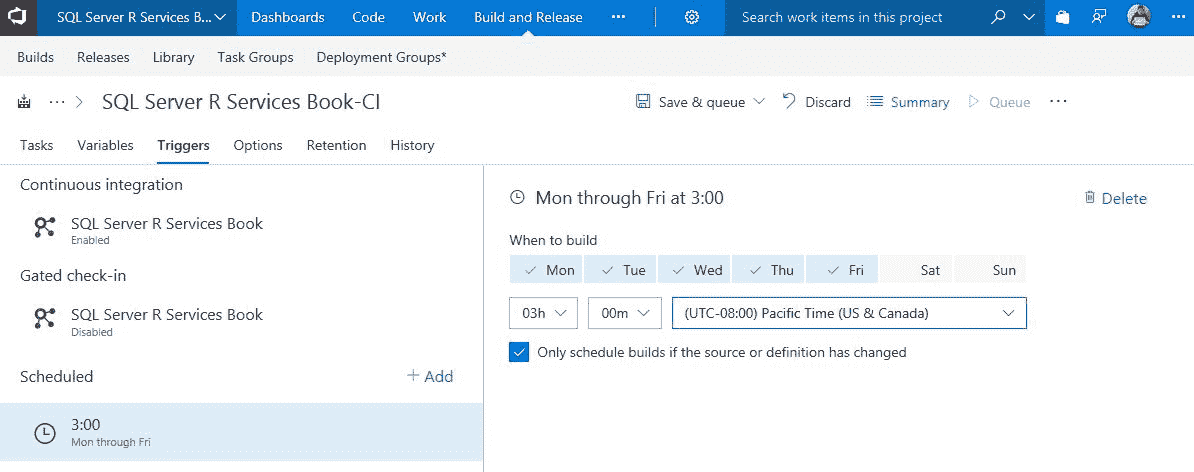 SQL Server R Services B... Dashboards Code Work Build and Release ... Search work items in this project ...
Builds Releases Library Task Groups Deployment Groups*
... SQL Server R Services Book-CI Save & queue Discard Summary Queue ...
Tasks Variables Triggers Options Retention History
Continuous integration
SQL Server R Services Book
Enabled
Gated check-in
SQL Server R Services Book
Disabled
Scheduled + Add
3:00
Mon through Fri
Mon through Fri at 3:00 Delete
When to build
Mon Tue Wed Thu Fri Sat Sun
03h 00m (UTC-08:00) Pacific Time (US & Canada)
Only schedule builds if the source or definition has changed